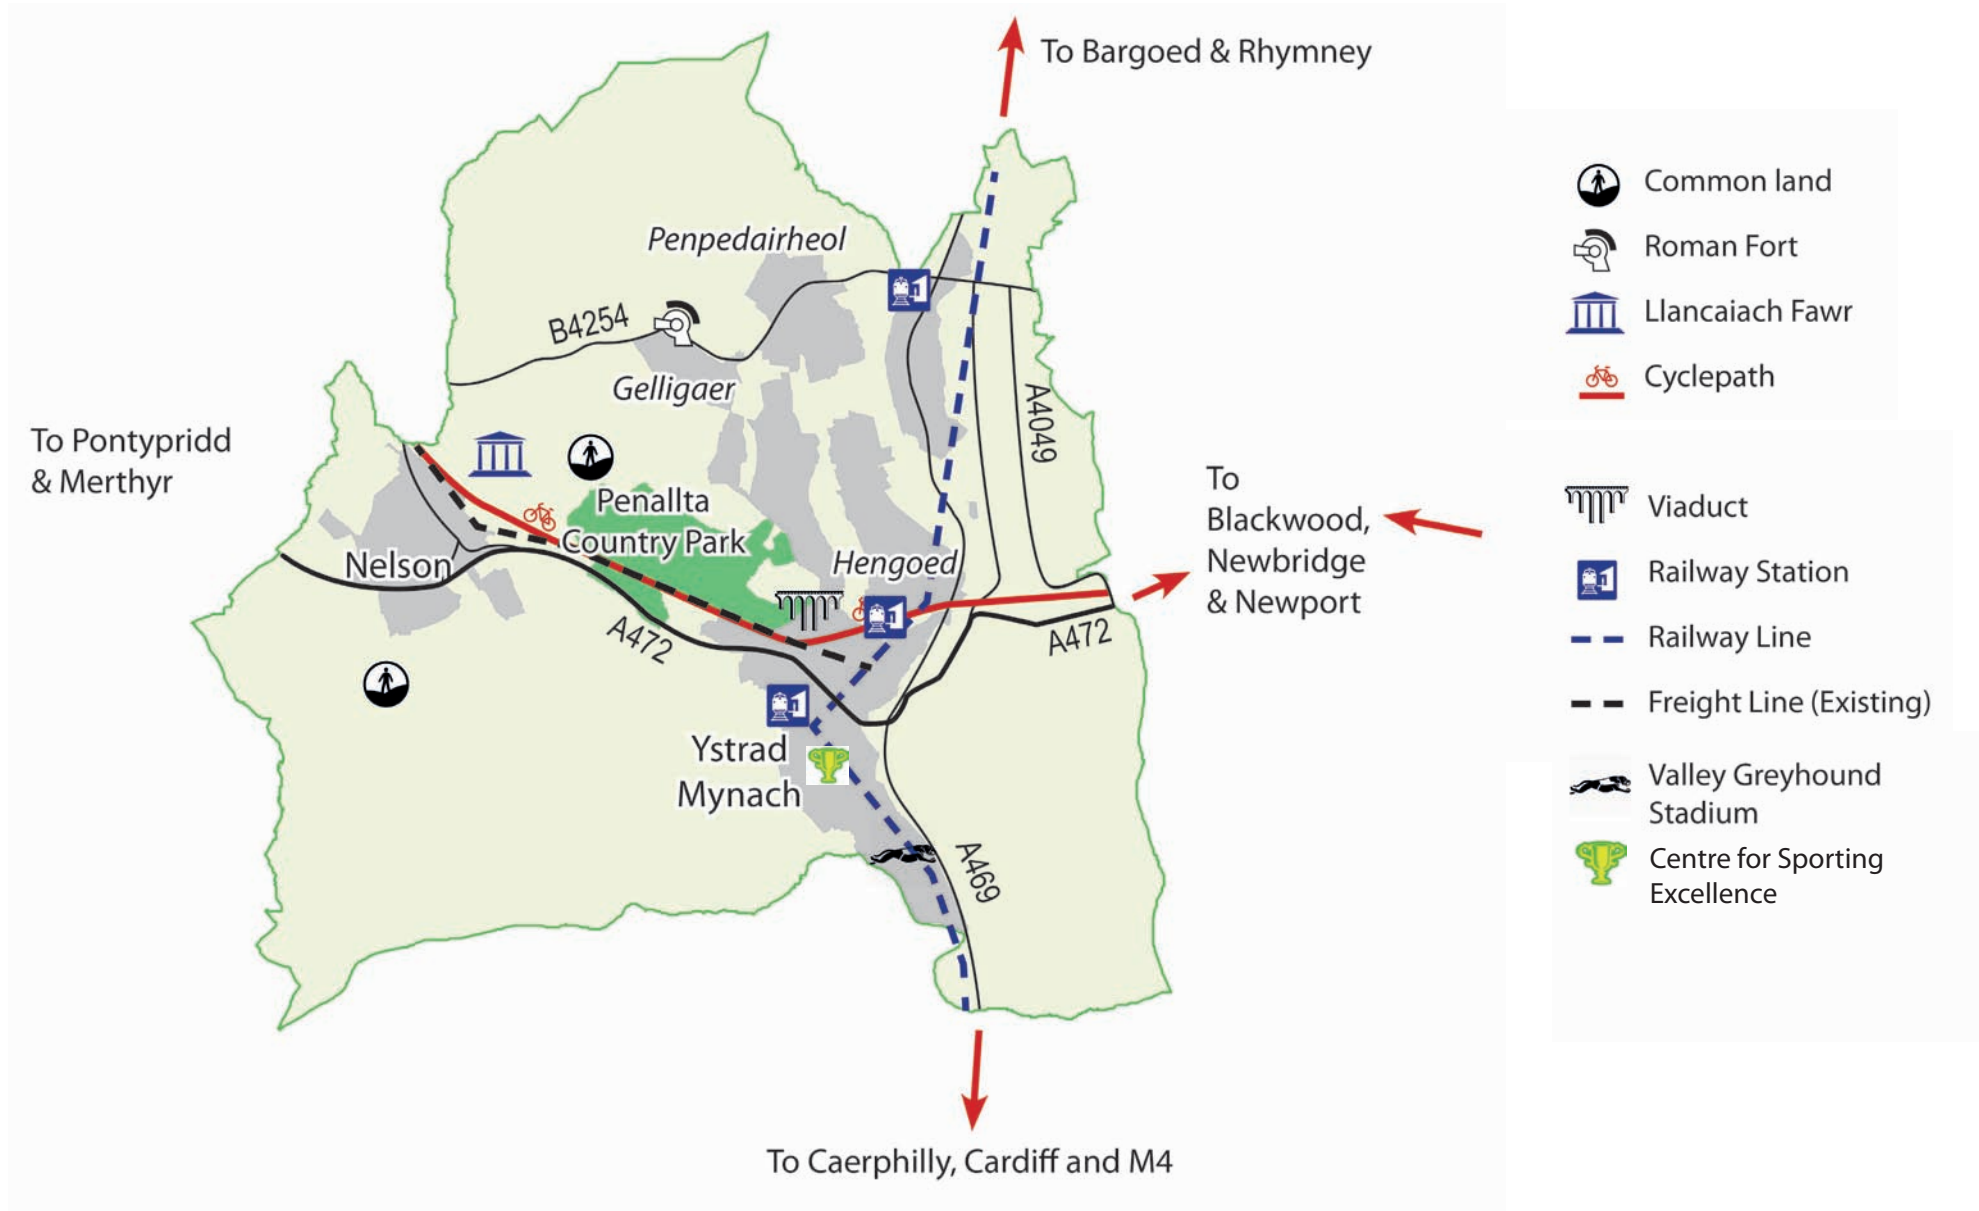 To Bargoed & Rhymney
Penpedairheol
B4254
Gelligaer
A4049
To Pontypridd
& Merthyr
Penallta
Country Park
Nelson
Hengoed
To
Blackwood,
Newbridge
& Newport
A472
A472
Ystrad
Mynach
A469
To Caerphilly, Cardiff and M4
Common land
Roman Fort
Llancaiach Fawr
Cyclepath
Viaduct
Railway Station
Railway Line
Freight Line (Existing)
Valley Greyhound
Stadium
Centre for Sporting
Excellence